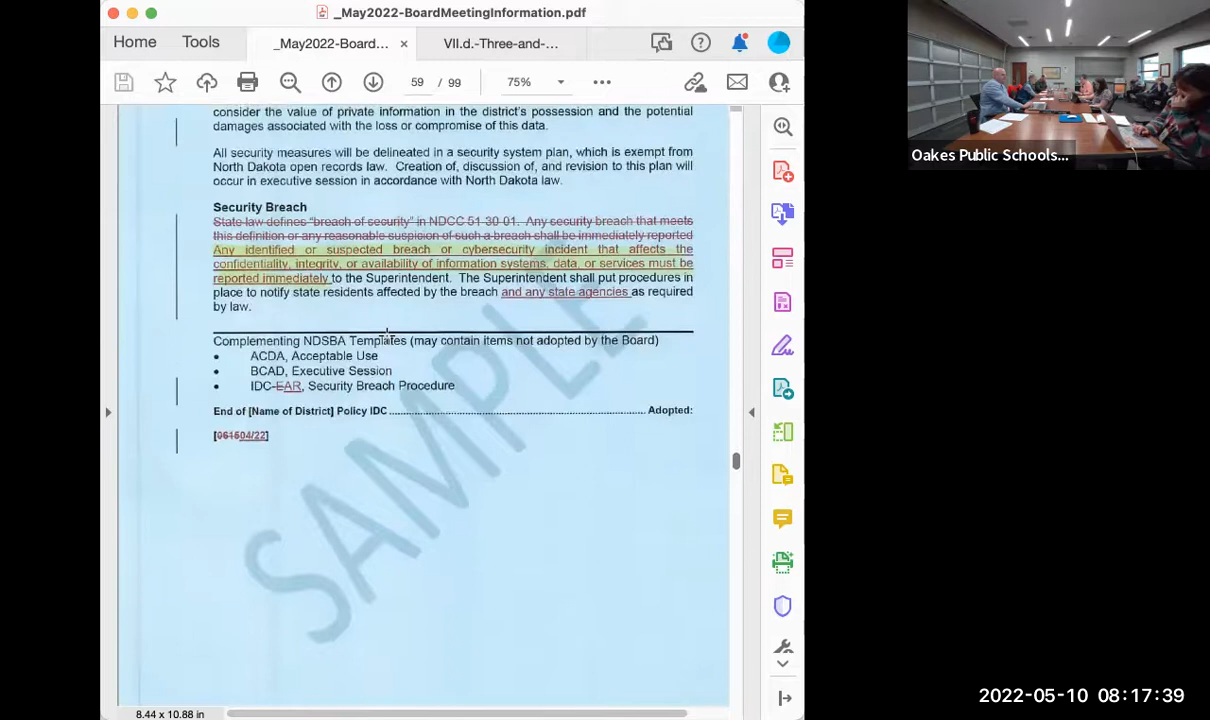 _May2022-BoardMeetingInformation.pdf
Home Tools _May2022-Board... × VII.d.-Three-and-...
59 / 99 75%
consider the value of private information in the district's possession and the potential
damages associated with the loss or compromise of this data.
All security measures will be delineated in a security system plan, which is exempt from
North Dakota open records law. Creation of, discussion of, and revision to this plan will
occur in executive session in accordance with North Dakota law.
Security Breach
State law defines "breach of security" in NDCC 51-30-01. Any security breach that meets
this definition or any reasonable suspicion of such a breach shall be immediately reported
Any identified or suspected breach or cybersecurity incident that affects the
confidentiality, integrity, or availability of information systems, data, or services must be
reported immediately to the Superintendent. The Superintendent shall put procedures in
place to notify state residents affected by the breach and any state agencies as required
by law.
Complementing NDSBA Templates (may contain items not adopted by the Board)
• ACDA, Acceptable Use
• BCAD, Executive Session
• IDC-EAR, Security Breach Procedure
End of [Name of District] Policy IDC ........................................ Adopted:
[061504/22]
SAMPLE
8.44 x 10.88 in
Oakes Public Schools...
2022-05-10 08:17:39